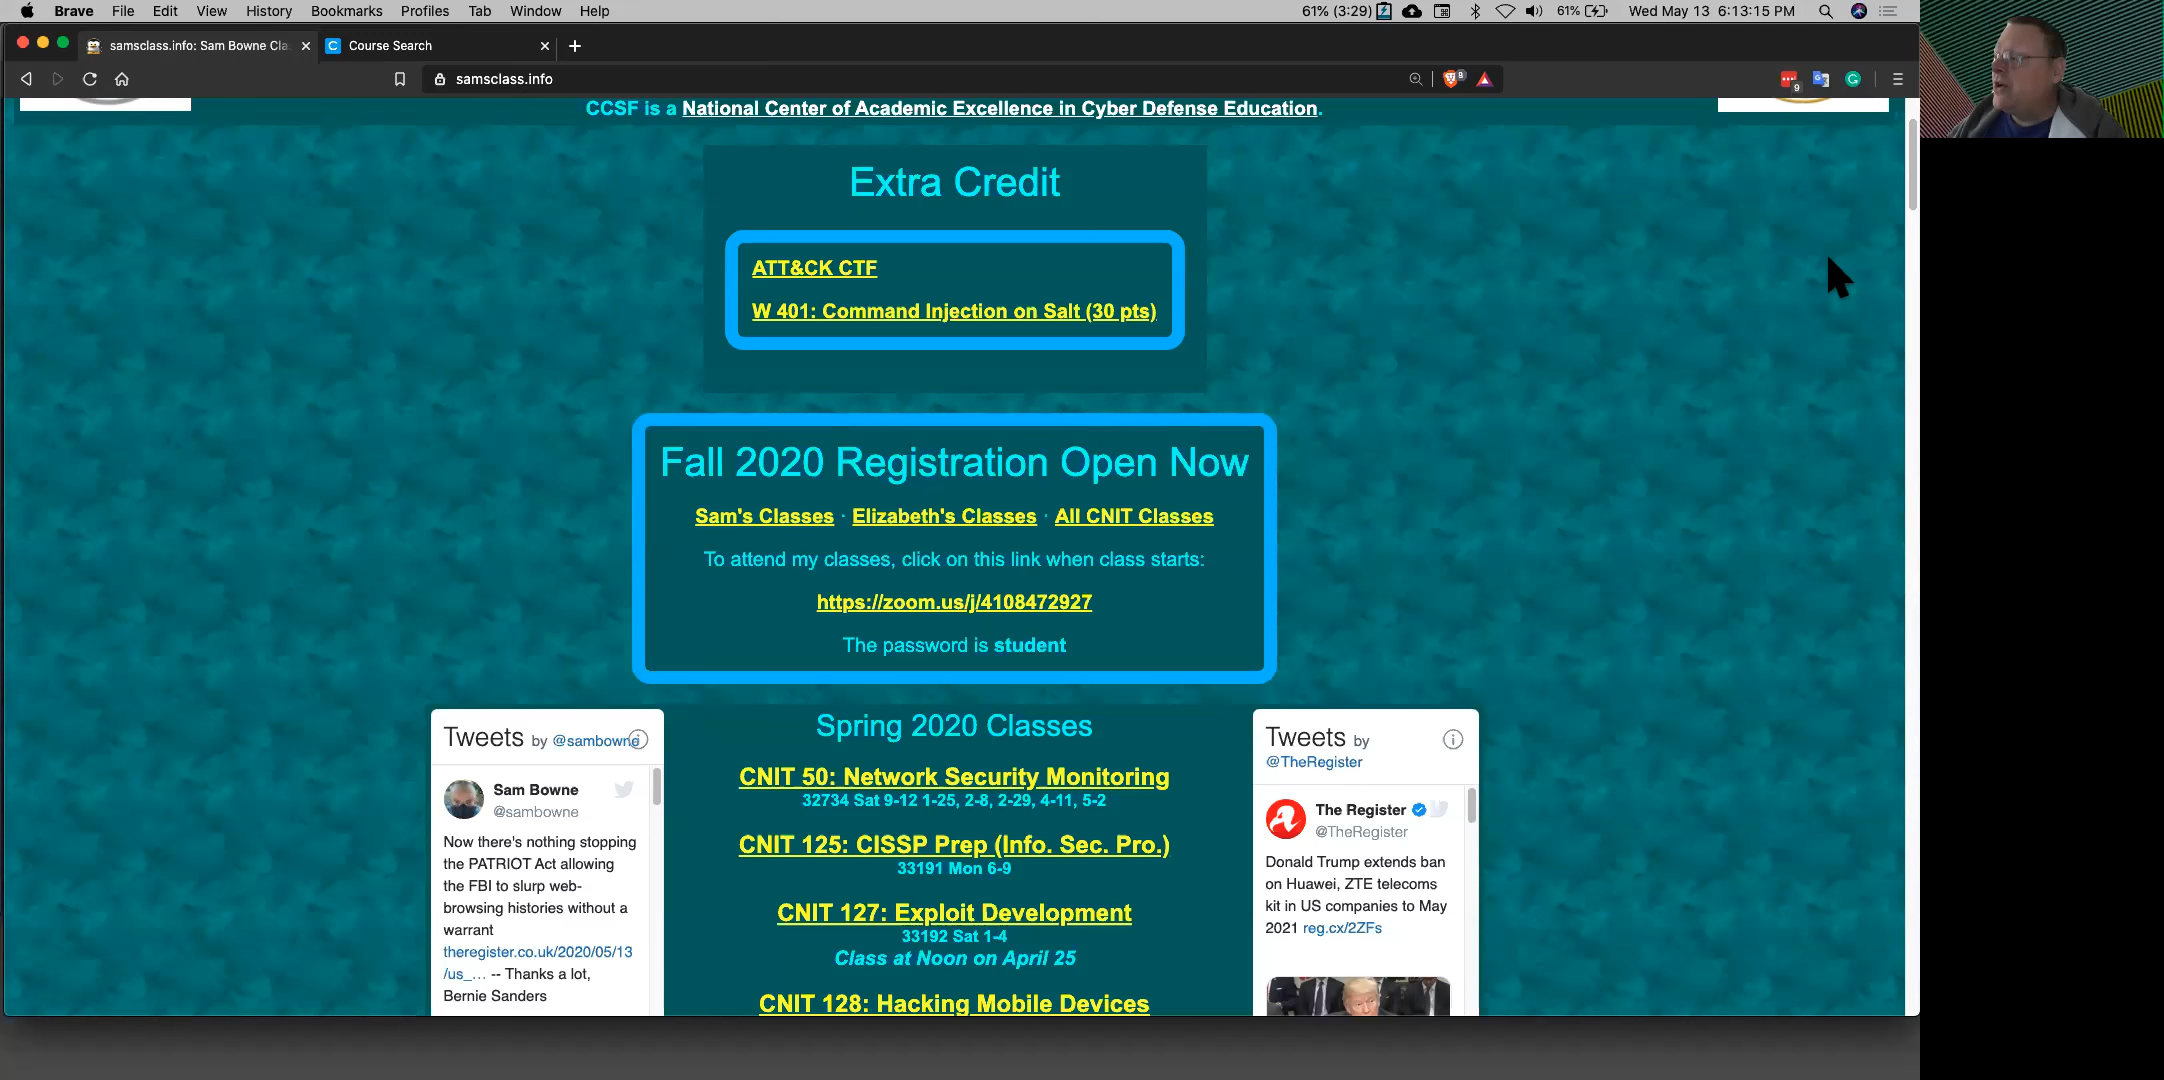 Brave File Edit View History Bookmarks Profiles Tab Window Help 61% (3:29) 61% Wed May 13 6:13:15 PM
samsclass.info: Sam Bowne Cla
Course Search
samsclass.info
8
9
CCSF is a National Center of Academic Excellence in Cyber Defense Education.
Extra Credit
ATT&CK CTF
W 401: Command Injection on Salt (30 pts)
Fall 2020 Registration Open Now
Sam's Classes · Elizabeth's Classes · All CNIT Classes
To attend my classes, click on this link when class starts:
https://zoom.us/j/4108472927
The password is student
Tweets by @sambowne
Sam Bowne
@sambowne
Now there's nothing stopping
the PATRIOT Act allowing
the FBI to slurp web-
browsing histories without a
warrant
theregister.co.uk/2020/05/13
/us_… -- Thanks a lot,
Bernie Sanders
Spring 2020 Classes
CNIT 50: Network Security Monitoring
32734 Sat 9-12 1-25, 2-8, 2-29, 4-11, 5-2
CNIT 125: CISSP Prep (Info. Sec. Pro.)
33191 Mon 6-9
CNIT 127: Exploit Development
33192 Sat 1-4
Class at Noon on April 25
CNIT 128: Hacking Mobile Devices
Tweets by
@TheRegister
The Register
@TheRegister
Donald Trump extends ban
on Huawei, ZTE telecoms
kit in US companies to May
2021 reg.cx/2ZFs